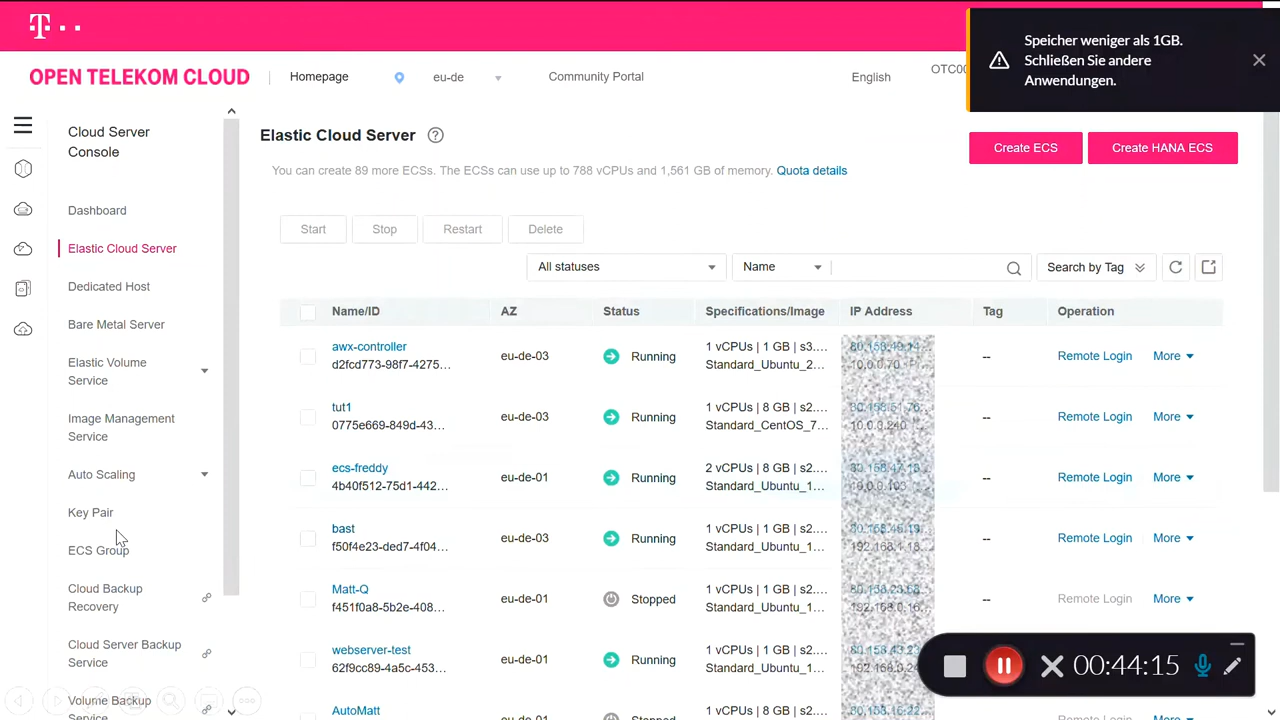 T
Speicher weniger als 1GB.
Schließen Sie andere
Anwendungen.
OPEN TELEKOM CLOUD
Homepage
eu-de
Community Portal
English
OTC00
Cloud Server
Console
Dashboard
Elastic Cloud Server
Dedicated Host
Bare Metal Server
Elastic Volume
Service
Image Management
Service
Auto Scaling
Key Pair
ECS Group
Cloud Backup
Recovery
Cloud Server Backup
Service
Volume Backup
Service
Elastic Cloud Server ?
Create ECS
Create HANA ECS
You can create 89 more ECSs. The ECSs can use up to 788 vCPUs and 1,561 GB of memory. Quota details
Start
Stop
Restart
Delete
All statuses
Name
Search by Tag
Name/ID AZ Status Specifications/Image IP Address Tag Operation
awx-controller
d2fcd773-98f7-4275...
eu-de-03
Running
1 vCPUs | 1 GB | s3....
Standard_Ubuntu_2...
--
Remote Login
More
tut1
0775e669-849d-43...
eu-de-03
Running
1 vCPUs | 8 GB | s2....
Standard_CentOS_7...
--
Remote Login
More
ecs-freddy
4b40f512-75d1-442...
eu-de-01
Running
2 vCPUs | 8 GB | s2....
Standard_Ubuntu_1...
--
Remote Login
More
bast
f50f4e23-ded7-4f04...
eu-de-03
Running
1 vCPUs | 1 GB | s2....
Standard_Ubuntu_1...
--
Remote Login
More
Matt-Q
f451f0a8-5b2e-408...
eu-de-01
Stopped
1 vCPUs | 1 GB | s2....
Standard_Ubuntu_1...
--
Remote Login
More
webserver-test
62f9cc89-4a5c-453...
eu-de-01
Running
1 vCPUs | 1 GB | s2....
Standard_Ubuntu_1...
AutoMatt
eu-de-01
Stopped
1 vCPUs | 8 GB | s2....
00:44:15